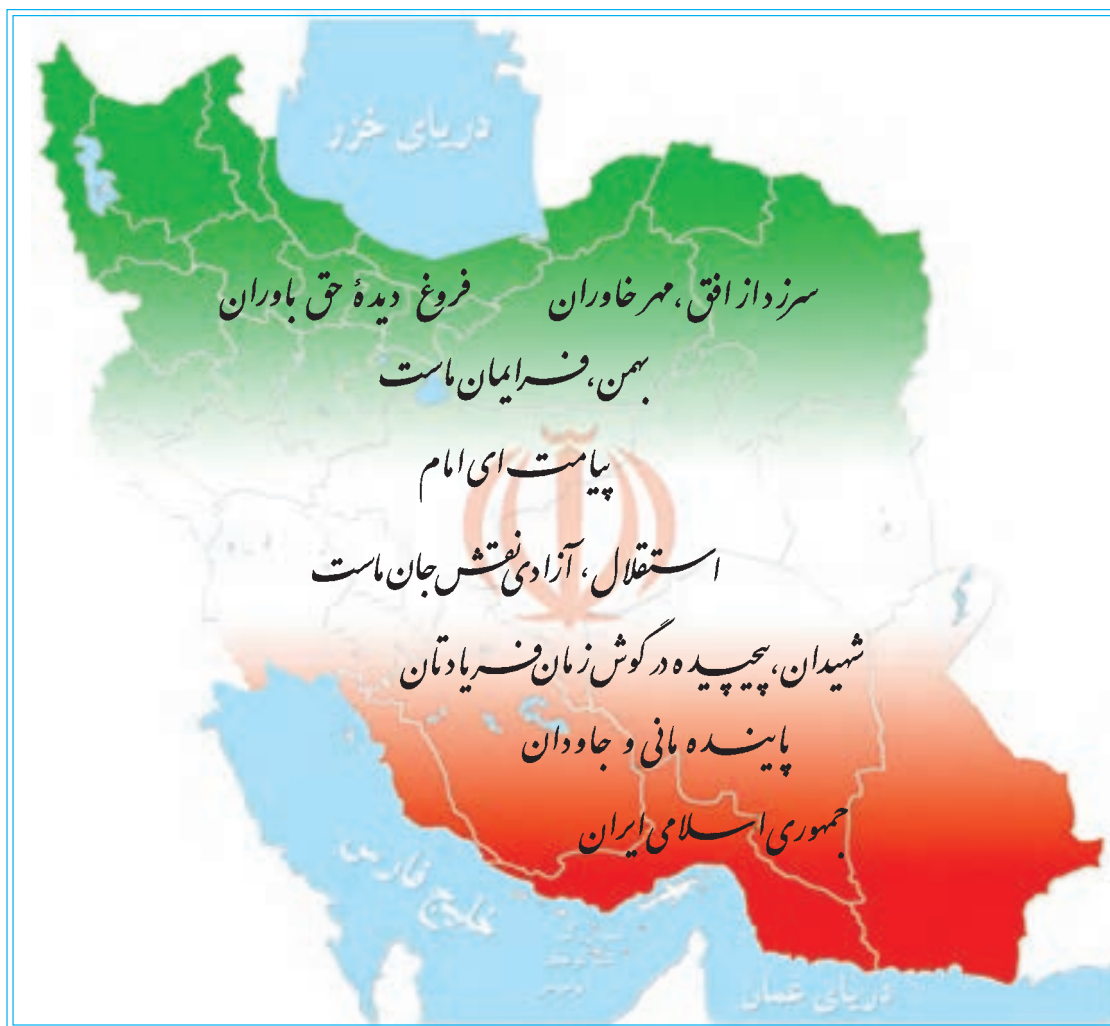 دریای خزر
سرزد از افق، مهر خاوران فروغ دیدهٔ حق باوران
بهمن، فر ایمان ماست
پیامت ای امام
استقلال، آزادی نقش جان ماست
شهیدان، پیچیده در گوش زمان فریادتان
پاینده مانی و جاودان
جمهوری اسلامی ایران
خلیج فارس
دریای عمان